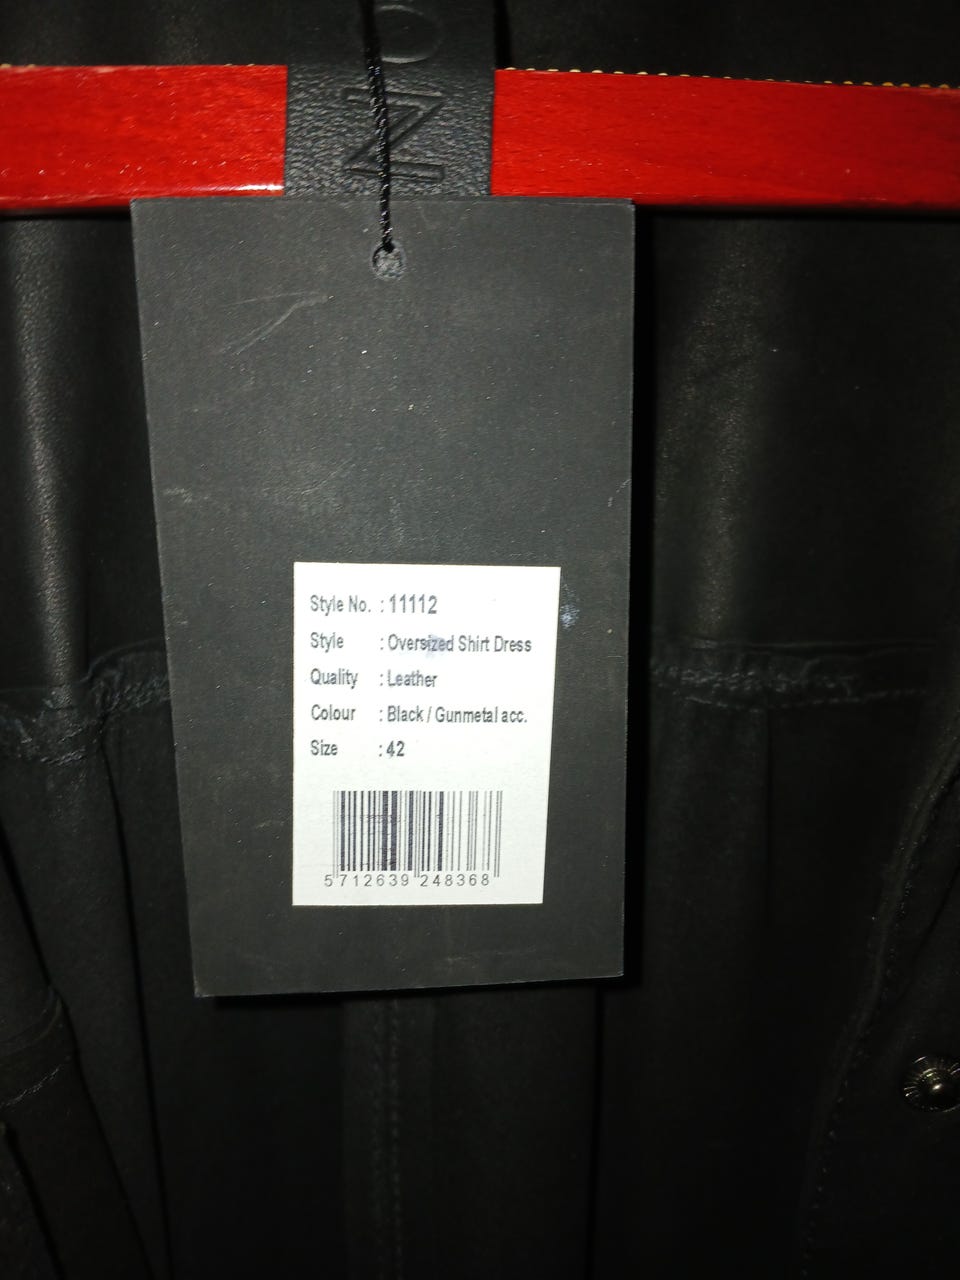 Style No. : 11112
Style : Oversized Shirt Dress
Quality : Leather
Colour : Black / Gunmetal acc.
Size : 42
5 712639 248368